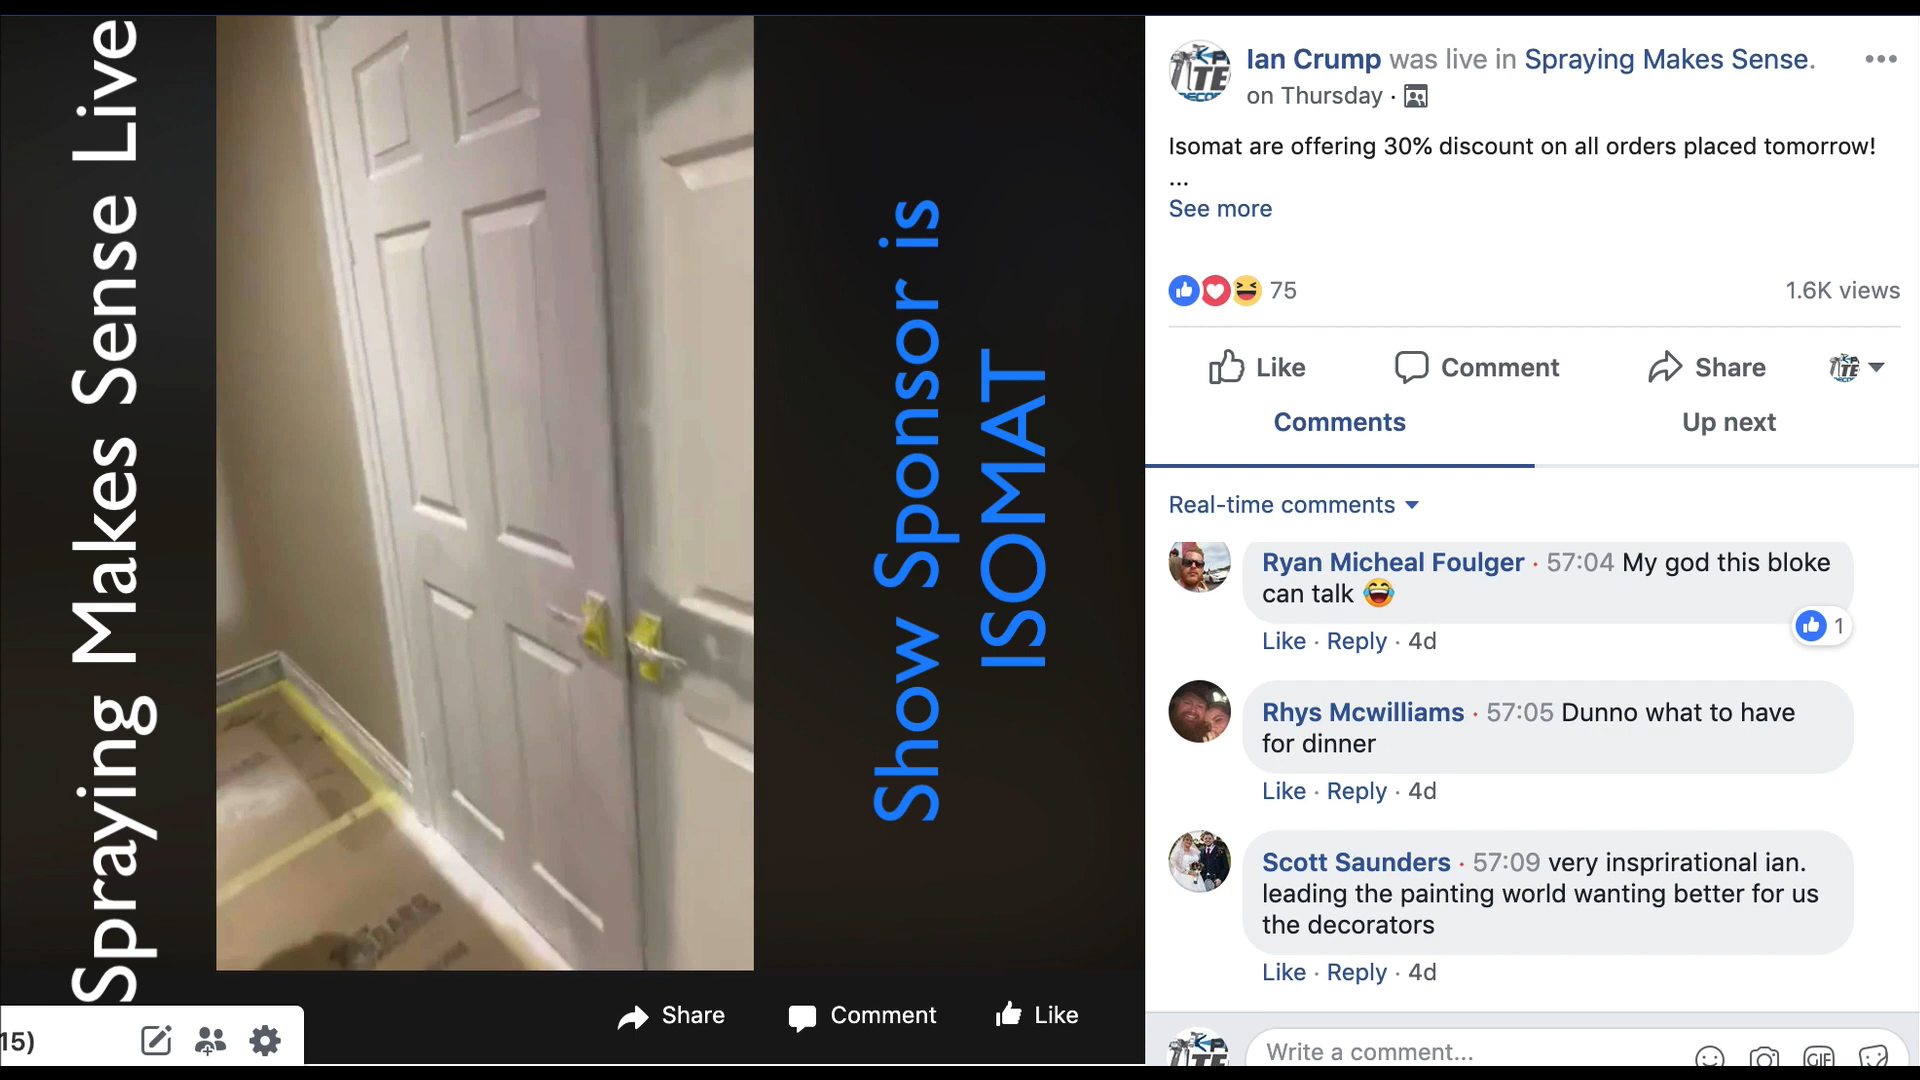 Spraying Makes Sense Live
Show Sponsor is
ISOMAT
Share
Comment
Like
15)
Ian Crump was live in Spraying Makes Sense.
on Thursday ·
Isomat are offering 30% discount on all orders placed tomorrow!
...
See more
75
1.6K views
Like
Comment
Share
Comments
Up next
Real-time comments
Ryan Micheal Foulger · 57:04 My god this bloke
can talk 😂
1
Like · Reply · 4d
Rhys Mcwilliams · 57:05 Dunno what to have
for dinner
Like · Reply · 4d
Scott Saunders · 57:09 very insprirational ian.
leading the painting world wanting better for us
the decorators
Like · Reply · 4d
Write a comment...
GIF